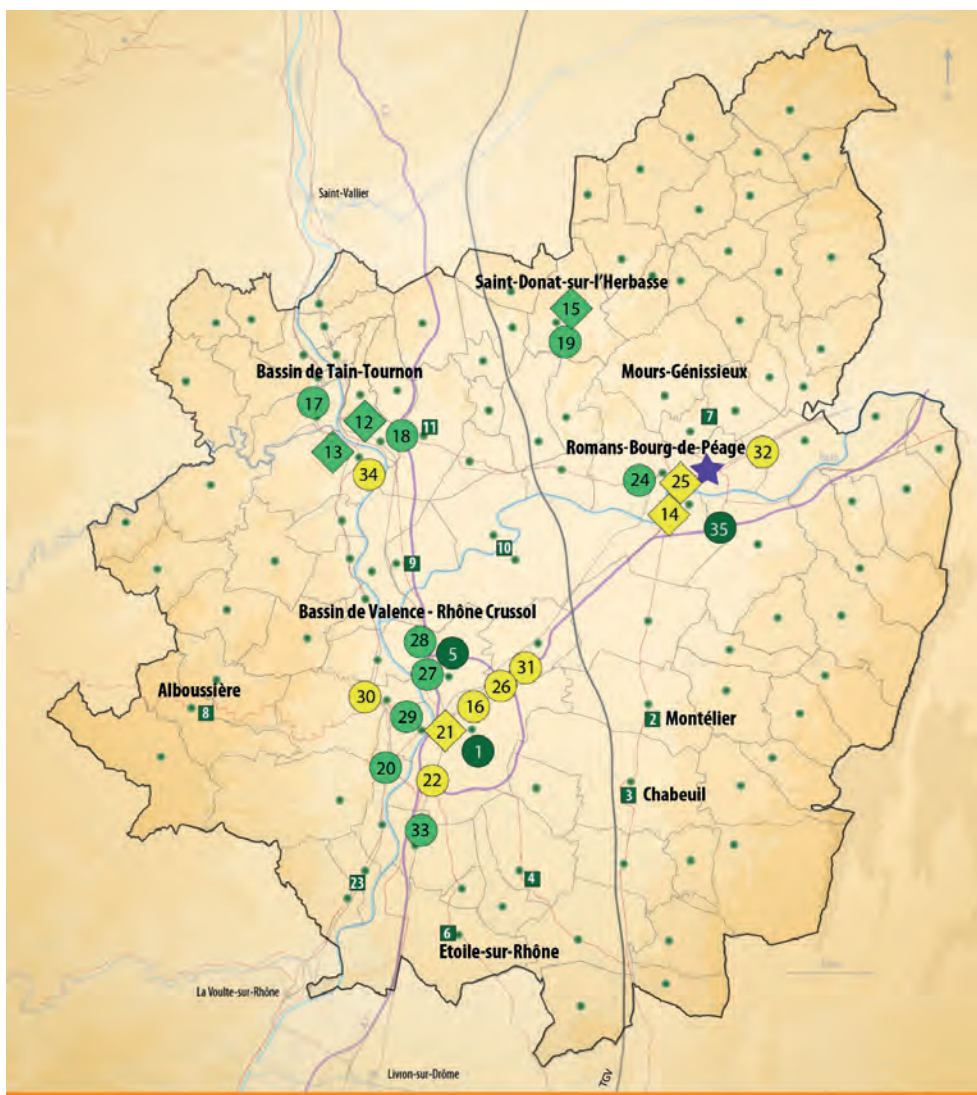 Saint-Vallier
Saint-Donat-sur-l'Herbasse
15
19
Bassin de Tain-Tournon
Mours-Génissieux
17
12
18
11
7
13
34
Romans-Bourg-de-Péage
32
24
25
14
35
10
9
Bassin de Valence - Rhône Crussol
28
5
27
31
26
30
16
Alboussière
8
29
21
1
2
Montélier
20
22
3
Chabeuil
33
23
4
6
Etoile-sur-Rhône
La Voulte-sur-Rhône
Livron-sur-Drôme
TGV